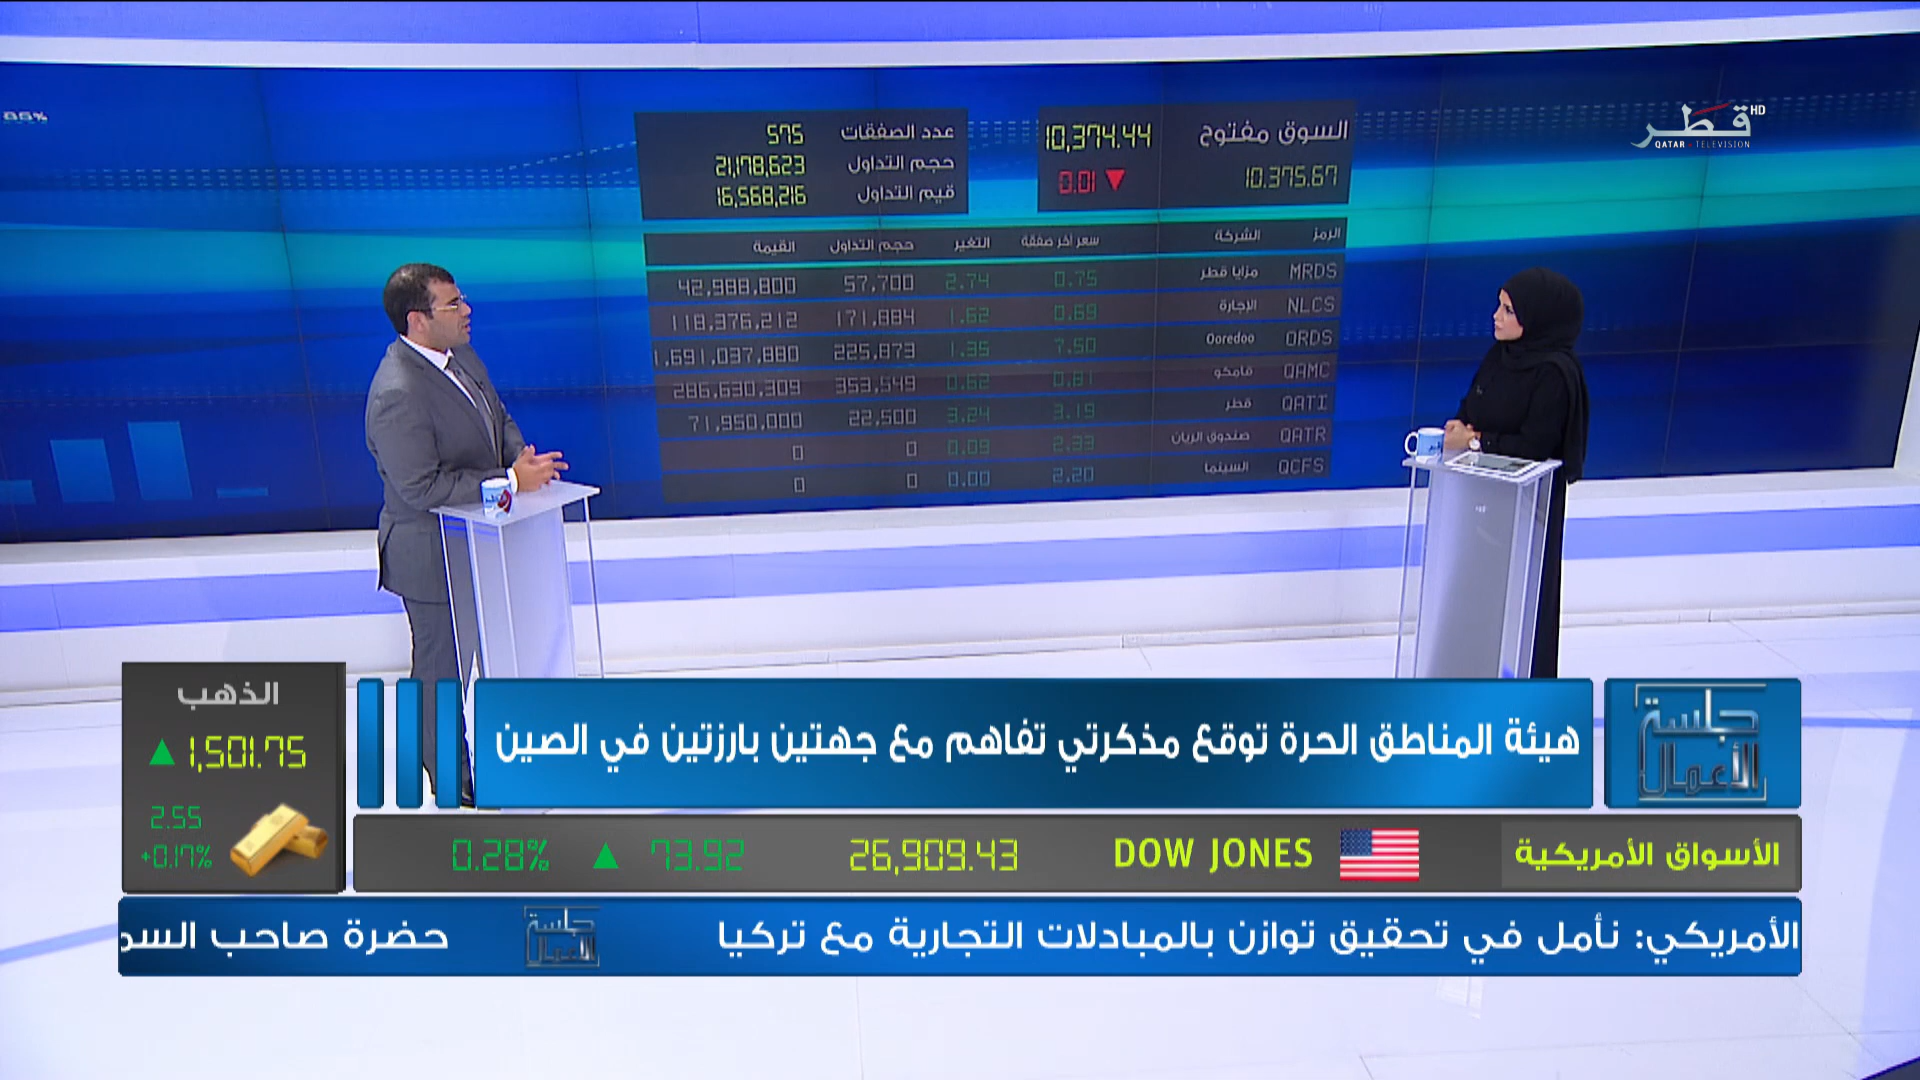 85%
قطر HD
QATAR TELEVISION
السوق مفتوح 10,374.44
10,375.67 0.01
عدد الصفقات 575
حجم التداول 21,178,623
قيم التداول 16,568,216
الرمز الشركة سعر آخر صفقة التغير حجم التداول القيمة
MRDS مزايا قطر 0.75 2.74 57,700 42,988,800
NLCS الإجارة 0.69 1.62 171,884 118,376,212
ORDS Ooredoo 7.50 1.35 225,873 1,691,037,880
QAMC قامكو 0.81 0.62 353,549 286,630,309
QATI قطر 3.19 3.24 22,500 71,950,000
QATR صندوق الريان 2.33 0.09 0 0
QCFS السينما 2.20 0.00 0 0
جلسة الأعمال
هيئة المناطق الحرة توقع مذكرتي تفاهم مع جهتين بارزتين في الصين
الذهب
1,501.75
2.55
+0.17%
الأسواق الأمريكية DOW JONES 26,909.43 73.92 0.28%
الأمريكي: نأمل في تحقيق توازن بالمبادلات التجارية مع تركيا جلسة الأعمال حضرة صاحب السم